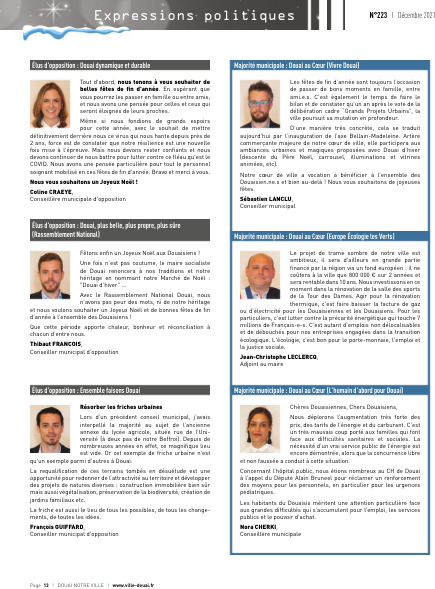 Expressions politiques
N°223 | Décembre 2021
Élus d'opposition : Douai dynamique et durable
Tout d'abord, nous tenons à vous souhaiter de
belles fêtes de fin d'année. En espérant que
vous pourrez les passer en famille ou entre amis,
et nous avons une pensée pour celles et ceux qui
seront éloignés de leurs proches.
Même si nous fondons de grands espoirs
pour cette année, avec le souhait de mettre
définitivement derrière nous ce virus qui nous hante depuis près de
2 ans, force est de constater que notre résilience est une nouvelle
fois mise à l'épreuve. Mais nous devons rester confiants et nous
devons continuer de nous battre pour lutter contre ce fléau qu'est le
COVID. Nous avons une pensée particulière pour tout le personnel
soignant mobilisé en ces fêtes de fin d'année. Bravo et merci à vous.
Nous vous souhaitons un Joyeux Noël !
Coline CRAEYE,
Conseillère municipale d'opposition
Élus d'opposition : Douai, plus belle, plus propre, plus sûre
(Rassemblement National)
Fêtons enfin un Joyeux Noël aux Douaisiens !
Une fois n'est pas coutume, le maire socialiste
de Douai renoncera à nos traditions et notre
héritage en nommant notre Marché de Noël :
"Douai d'hiver" ...
Avec le Rassemblement National Douai, nous
n'avons pas peur des mots, ni de notre héritage
et nous voulons souhaiter un Joyeux Noël et de bonnes fêtes de fin
d'année à l'ensemble des Douaisiens !
Que cette période apporte chaleur, bonheur et réconciliation à
chacun d'entre nous.
Thibaut FRANCOIS,
Conseiller municipal d'opposition
Élus d'opposition : Ensemble faisons Douai
Résorber les friches urbaines
Lors d'un précédent conseil municipal, j'avais
interpellé la majorité au sujet de l'ancienne
annexe du lycée agricole, située rue de l'Uni-
versité (à deux pas de notre Beffroi). Depuis de
nombreuses années en effet, ce magnifique lieu
est vide. Or cet exemple de friche urbaine n'est
qu'un exemple parmi d'autres à Douai.
La requalification de ces terrains tombés en désuétude est une
opportunité pour redonner de l'attractivité au territoire et développer
des projets de natures diverses : construction immobilière bien sûr
mais aussi végétalisation, préservation de la biodiversité, création de
jardins familiaux etc.
La friche est aussi le lieu de tous les possibles, de tous les change-
ments, de toutes les idées.
François GUIFFARD,
Conseiller municipal d'opposition
Majorité municipale : Douai au Cœur (Vivre Douai)
Les fêtes de fin d'année sont toujours l'occasion
de passer de bons moments en famille, entre
ami.e.s. C'est également le temps de faire le
bilan et de constater qu'un an après le vote de la
délibération cadre "Grands Projets Urbains", la
ville poursuit sa mutation en profondeur.
D'une manière très concrète, cela se traduit
aujourd'hui par l'inauguration de l'axe Bellain-Madeleine. Artère
commerçante majeure de notre cœur de ville, elle participera aux
ambiances urbaines et magiques proposées avec Douai d'hiver
(descente du Père Noël, carrousel, illuminations et vitrines
animées, etc).
Notre cœur de ville a vocation à bénéficier à l'ensemble des
Douaisien.ne.s et bien au-delà ! Nous vous souhaitons de joyeuses
fêtes.
Sébastien LANCLU,
Conseiller municipal
Majorité municipale : Douai au Cœur (Europe Écologie les Verts)
Le projet de trame sombre de notre ville est
ambitieux, il sera d'ailleurs en grande partie
financé par la région via un fond européen : il ne
coûtera à la ville que 800 000 € sur 2 années et
sera rentable dans 10 ans. Nous investissons en ce
moment dans la rénovation de la salle des sports
de la Tour des Dames. Agir pour la rénovation
thermique, c'est faire baisser la facture de gaz
ou d'électricité pour les Douaisiennes et les Douaisiens. Pour les
particuliers, c'est lutter contre la précarité énergétique qui touche 7
millions de Français-e-s. C'est autant d'emplois non délocalisables
et de débouchés pour nos entreprises engagées dans la transition
écologique. L'écologie, c'est bon pour le porte-monnaie, l'emploi et
la justice sociale.
Jean-Christophe LECLERCQ,
Adjoint au maire
Majorité municipale : Douai au Cœur (L'humain d'abord pour Douai)
Chères Douaisiennes, Chers Douaisiens,
Nous déplorons l'augmentation très forte des
prix, des tarifs de l'énergie et du carburant. C'est
un très mauvais coup porté aux familles qui font
face aux difficultés sanitaires et sociales. La
nécessité d'un vrai service public de l'énergie est
encore démontrée, alors que la concurrence libre
et non faussée a conduit à cette situation.
Concernant l'hôpital public, nous étions nombreux au CH de Douai
à l'appel du Député Alain Bruneel pour réclamer un renforcement
des moyens pour les personnels, en particulier pour les urgences
pédiatriques.
Les habitants du Douaisis méritent une attention particulière face
aux grandes difficultés qui s'accumulent pour l'emploi, les services
publics et le pouvoir d'achat.
Nora CHERKI,
Conseillère municipale
Page 13 | DOUAI NOTRE VILLE | www.ville-douai.fr